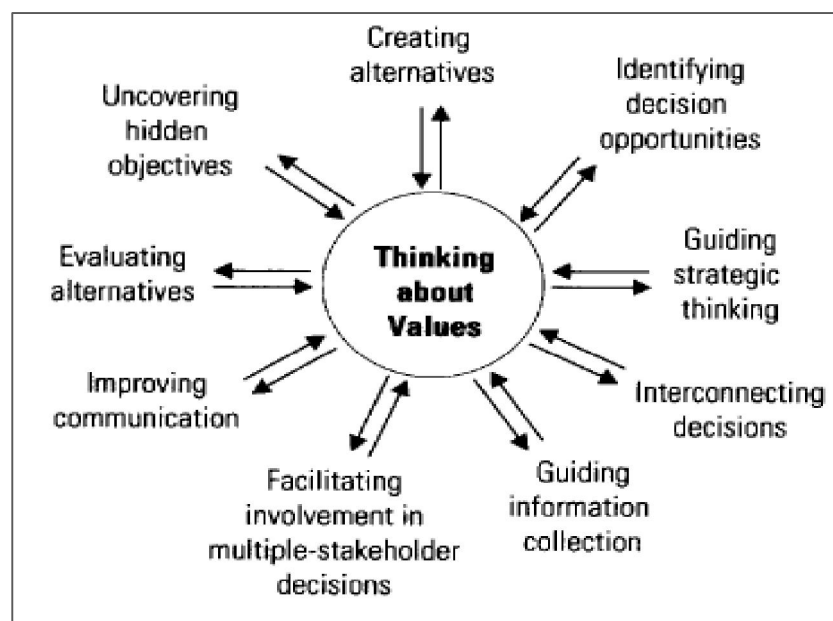 Creating
alternatives
Identifying
decision
opportunities
Guiding
strategic
thinking
Interconnecting
decisions
Guiding
information
collection
Facilitating
involvement in
multiple-stakeholder
decisions
Improving
communication
Evaluating
alternatives
Uncovering
hidden
objectives
Thinking
about
Values